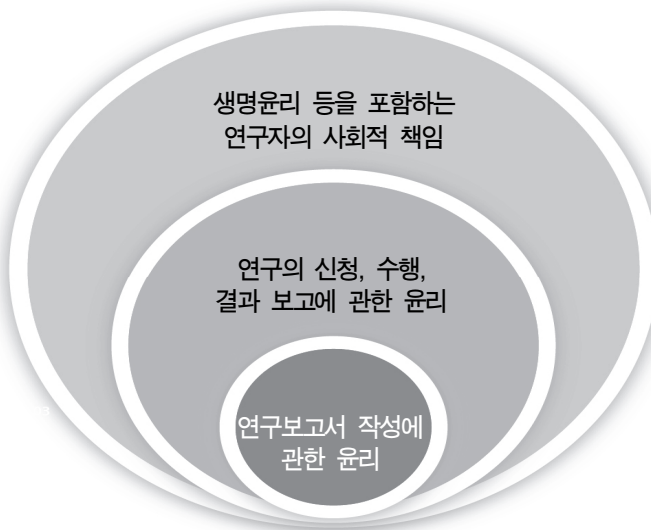 생명윤리 등을 포함하는
연구자의 사회적 책임
연구의 신청, 수행,
결과 보고에 관한 윤리
연구보고서 작성에
관한 윤리